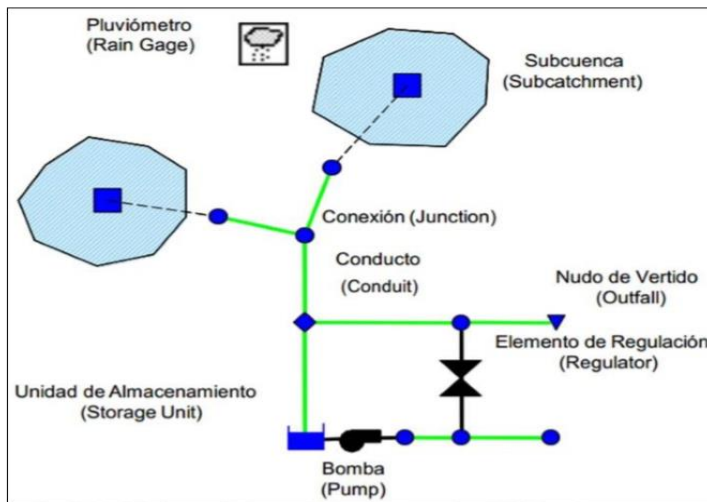 Pluviómetro
(Rain Gage)
Subcuenca
(Subcatchment)
Conexión (Junction)
Conducto
(Conduit)
Nudo de Vertido
(Outfall)
Elemento de Regulación
(Regulator)
Unidad de Almacenamiento
(Storage Unit)
Bomba
(Pump)